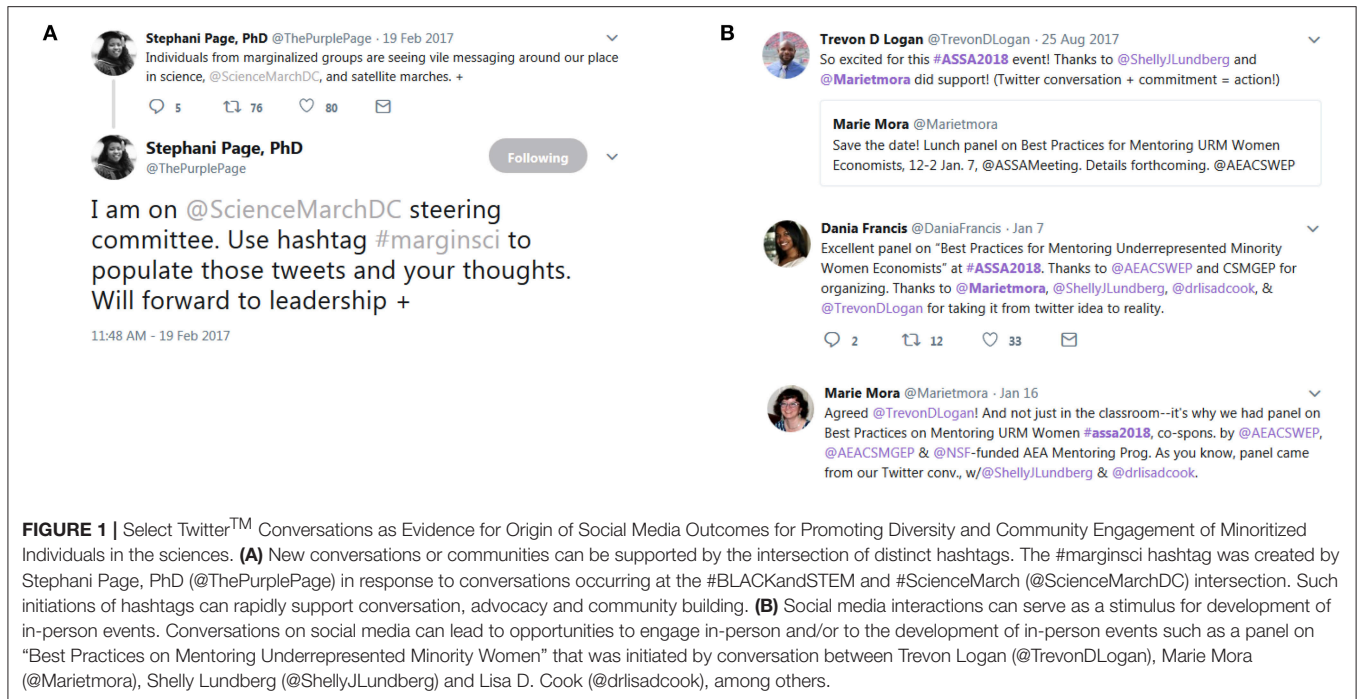 A
Stephani Page, PhD @ThePurplePage · 19 Feb 2017
Individuals from marginalized groups are seeing vile messaging around our place
in science, @ScienceMarchDC, and satellite marches. +
5 76 80
Stephani Page, PhD
@ThePurplePage
Following
I am on @ScienceMarchDC steering
committee. Use hashtag #marginsci to
populate those tweets and your thoughts.
Will forward to leadership +
11:48 AM - 19 Feb 2017
B
Trevon D Logan @TrevonDLogan · 25 Aug 2017
So excited for this #ASSA2018 event! Thanks to @ShellyJLundberg and
@Marietmora did support! (Twitter conversation + commitment = action!)
Marie Mora @Marietmora
Save the date! Lunch panel on Best Practices for Mentoring URM Women
Economists, 12-2 Jan. 7, @ASSAMeeting. Details forthcoming. @AEACSWEP
Dania Francis @DaniaFrancis · Jan 7
Excellent panel on "Best Practices for Mentoring Underrepresented Minority
Women Economists" at #ASSA2018. Thanks to @AEACSWEP and CSMGEP for
organizing. Thanks to @Marietmora, @ShellyJLundberg, @drlisadcook, &
@TrevonDLogan for taking it from twitter idea to reality.
2 12 33
Marie Mora @Marietmora · Jan 16
Agreed @TrevonDLogan! And not just in the classroom--it's why we had panel on
Best Practices on Mentoring URM Women #assa2018, co-spons. by @AEACSWEP,
@AEACSMGEP & @NSF-funded AEA Mentoring Prog. As you know, panel came
from our Twitter conv., w/@ShellyJLundberg & @drlisadcook.
FIGURE 1 | Select Twitter™ Conversations as Evidence for Origin of Social Media Outcomes for Promoting Diversity and Community Engagement of Minoritized
Individuals in the sciences. (A) New conversations or communities can be supported by the intersection of distinct hashtags. The #marginsci hashtag was created by
Stephani Page, PhD (@ThePurplePage) in response to conversations occurring at the #BLACKandSTEM and #ScienceMarch (@ScienceMarchDC) intersection. Such
initiations of hashtags can rapidly support conversation, advocacy and community building. (B) Social media interactions can serve as a stimulus for development of
in-person events. Conversations on social media can lead to opportunities to engage in-person and/or to the development of in-person events such as a panel on
"Best Practices on Mentoring Underrepresented Minority Women" that was initiated by conversation between Trevon Logan (@TrevonDLogan), Marie Mora
(@Marietmora), Shelly Lundberg (@ShellyJLundberg) and Lisa D. Cook (@drlisadcook), among others.